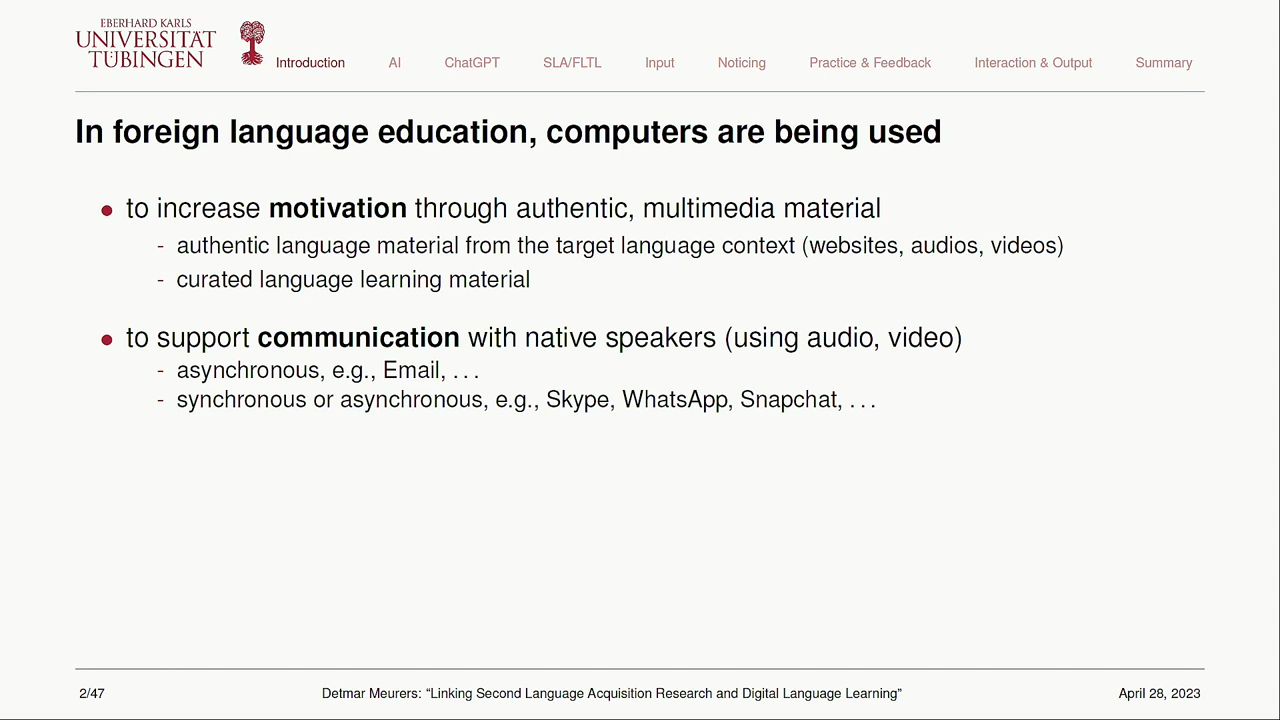 EBERHARD KARLS
UNIVERSITÄT
TÜBINGEN
Introduction AI ChatGPT SLA/FLTL Input Noticing Practice & Feedback Interaction & Output Summary
In foreign language education, computers are being used
• to increase motivation through authentic, multimedia material
- authentic language material from the target language context (websites, audios, videos)
- curated language learning material
• to support communication with native speakers (using audio, video)
- asynchronous, e.g., Email, . . .
- synchronous or asynchronous, e.g., Skype, WhatsApp, Snapchat, . . .
2/47 Detmar Meurers: “Linking Second Language Acquisition Research and Digital Language Learning” April 28, 2023